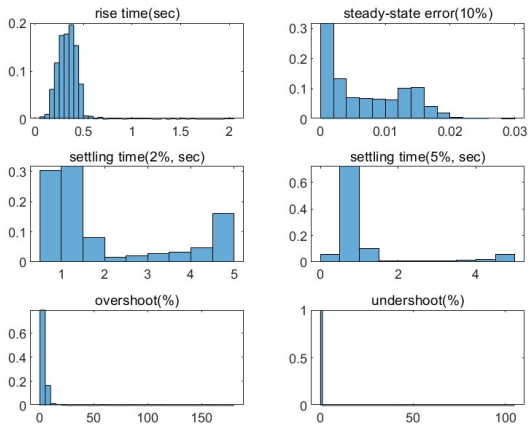 rise time(sec)
steady-state error(10%)
0.2
0.1
0
0 0.5 1 1.5 2
0.3
0.2
0.1
0
0 0.01 0.02 0.03
settling time(2%, sec)
settling time(5%, sec)
0.3
0.2
0.1
0
1 2 3 4 5
0.6
0.4
0.2
0
0 2 4
overshoot(%)
undershoot(%)
0.6
0.4
0.2
0
0 50 100 150
1
0.5
0
0 50 100